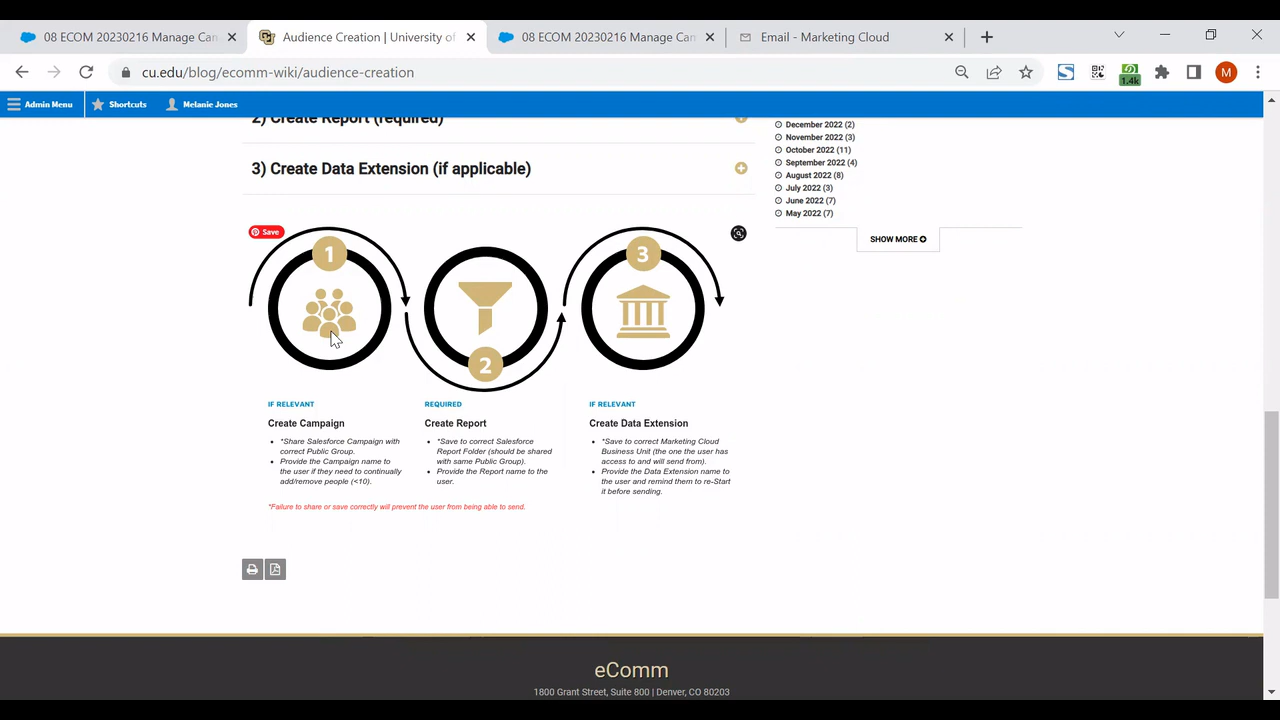 08 ECOM 20230216 Manage Can
Audience Creation | University of
08 ECOM 20230216 Manage Can
Email - Marketing Cloud
cu.edu/blog/ecomm-wiki/audience-creation
1.4k
M
Admin Menu
Shortcuts
Melanie Jones
2) Create Report (required)
3) Create Data Extension (if applicable)
December 2022 (2)
November 2022 (3)
October 2022 (11)
September 2022 (4)
August 2022 (8)
July 2022 (3)
June 2022 (7)
May 2022 (7)
SHOW MORE
Save
1
2
3
IF RELEVANT
Create Campaign
*Share Salesforce Campaign with
correct Public Group.
Provide the Campaign name to
the user if they need to continually
add/remove people (<10).
REQUIRED
Create Report
*Save to correct Salesforce
Report Folder (should be shared
with same Public Group).
Provide the Report name to the
user.
IF RELEVANT
Create Data Extension
*Save to correct Marketing Cloud
Business Unit (the one the user has
access to and will send from).
Provide the Data Extension name to
the user and remind them to re-Start
it before sending.
*Failure to share or save correctly will prevent the user from being able to send.
eComm
1800 Grant Street, Suite 800 | Denver, CO 80203